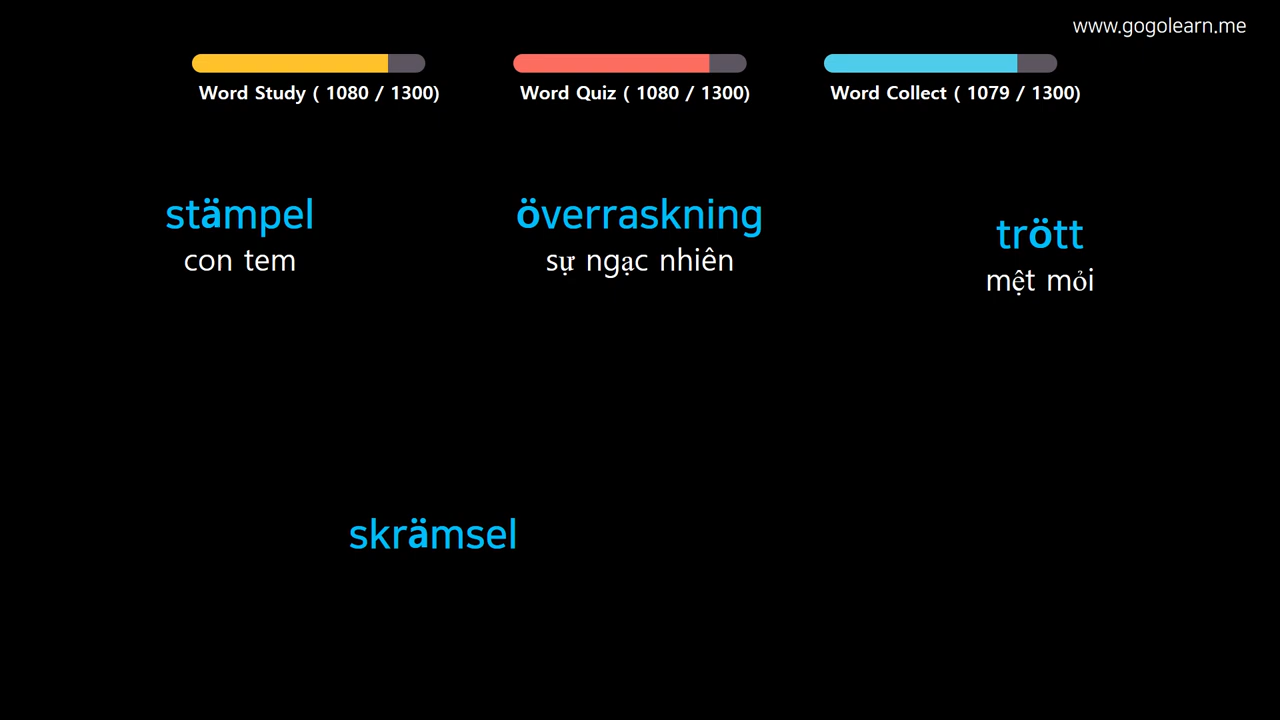 www.gogolearn.me
Word Study ( 1080 / 1300)
Word Quiz ( 1080 / 1300)
Word Collect ( 1079 / 1300)
stämpel
con tem
överraskning
sự ngạc nhiên
trött
mệt mỏi
skrämsel